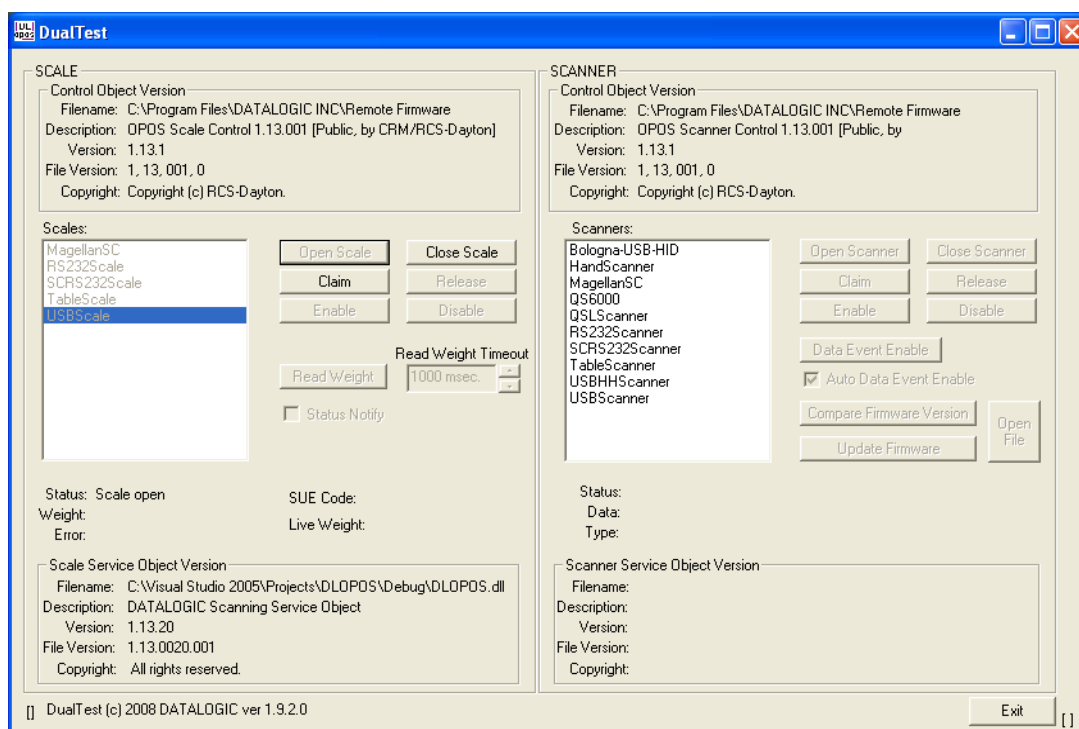 UL
opos
DualTest
SCALE
Control Object Version
Filename: C:\Program Files\DATALOGIC INC\Remote Firmware
Description: OPOS Scale Control 1.13.001 [Public, by CRM/RCS-Dayton]
Version: 1.13.1
File Version: 1, 13, 001, 0
Copyright: Copyright (c) RCS-Dayton.
Scales:
MagellanSC
RS232Scale
SCRS232Scale
TableScale
USBScale
Open Scale
Close Scale
Claim
Release
Enable
Disable
Read Weight Timeout
Read Weight
1000 msec.
Status Notify
Status: Scale open
Weight:
Error:
SUE Code:
Live Weight:
Scale Service Object Version
Filename: C:\Visual Studio 2005\Projects\DLOPOS\Debug\DLOPOS.dll
Description: DATALOGIC Scanning Service Object
Version: 1.13.20
File Version: 1.13.0020.001
Copyright: All rights reserved.
SCANNER
Control Object Version
Filename: C:\Program Files\DATALOGIC INC\Remote Firmware
Description: OPOS Scanner Control 1.13.001 [Public, by
Version: 1.13.1
File Version: 1, 13, 001, 0
Copyright: Copyright (c) RCS-Dayton.
Scanners:
Bologna-USB-HID
HandScanner
MagellanSC
QS6000
QSLScanner
RS232Scanner
SCRS232Scanner
TableScanner
USBHHScanner
USBScanner
Open Scanner
Close Scanner
Claim
Release
Enable
Disable
Data Event Enable
Auto Data Event Enable
Compare Firmware Version
Update Firmware
Open
File
Status:
Data:
Type:
Scanner Service Object Version
Filename:
Description:
Version:
File Version:
Copyright:
[] DualTest (c) 2008 DATALOGIC ver 1.9.2.0
Exit
[ ]